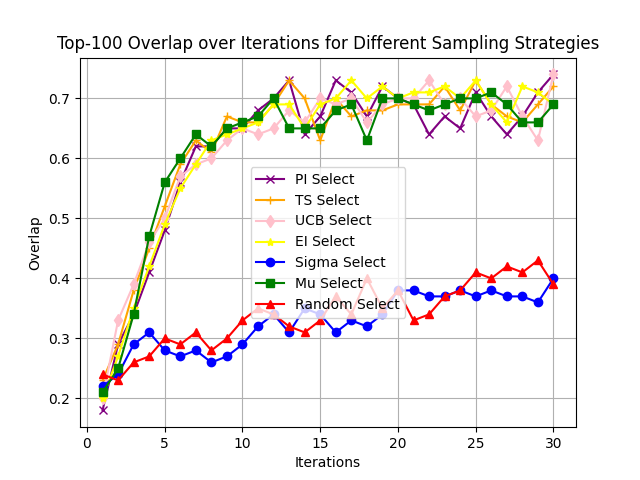 Top-100 Overlap over Iterations for Different Sampling Strategies
0.7
0.6
0.5
0.4
0.3
0.2
Overlap
PI Select
TS Select
UCB Select
EI Select
Sigma Select
Mu Select
Random Select
0 5 10 15 20 25 30
Iterations